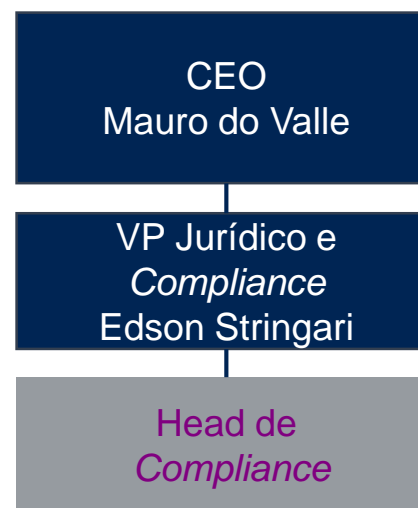 CEO
Mauro do Valle
VP Jurídico e
Compliance
Edson Stringari
Head de
Compliance